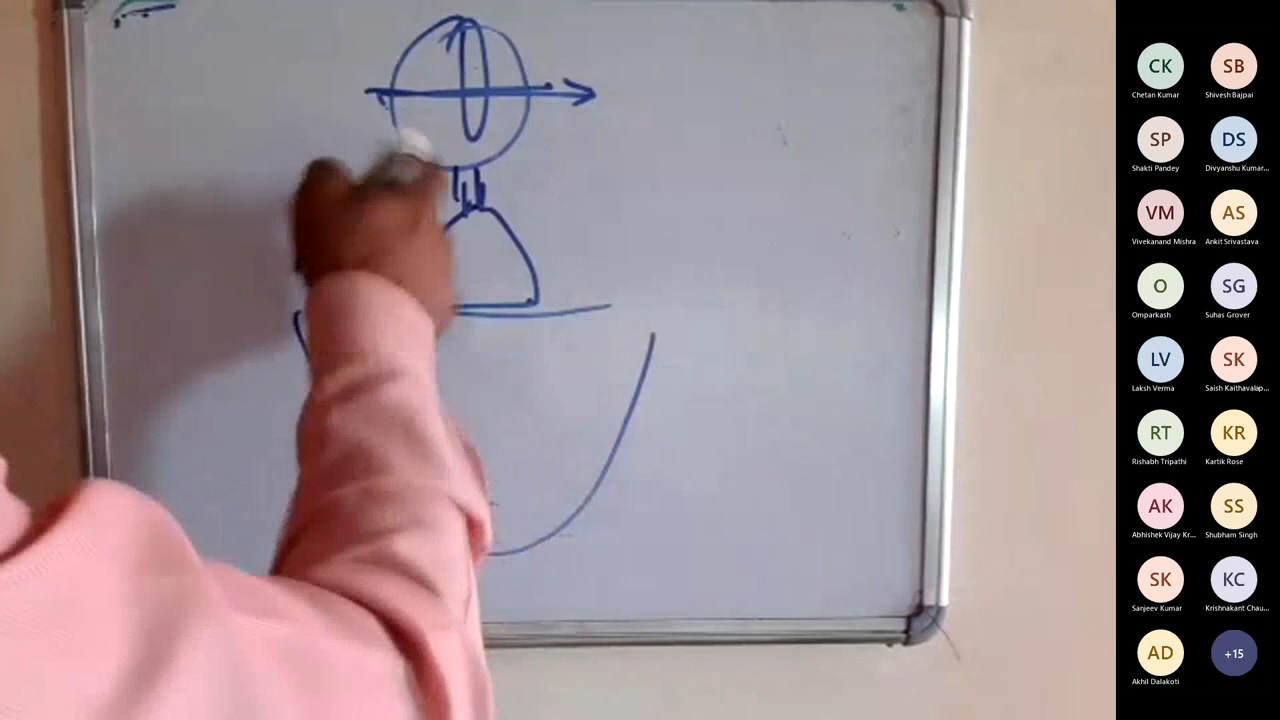 CK SB
Chetan Kumar Shivesh Bajpai
SP DS
Shakti Pandey Divyanshu Kumar...
VM AS
Vivekanand Mishra Ankit Srivastava
O SG
Omparkash Suhas Grover
LV SK
Laksh Verma Saish Kaithavalap...
RT KR
Rishabh Tripathi Kartik Rose
AK SS
Abhishek Vijay Kr... Shubham Singh
SK KC
Sanjeev Kumar Krishnakant Chau...
AD +15
Akhil Dalakoti